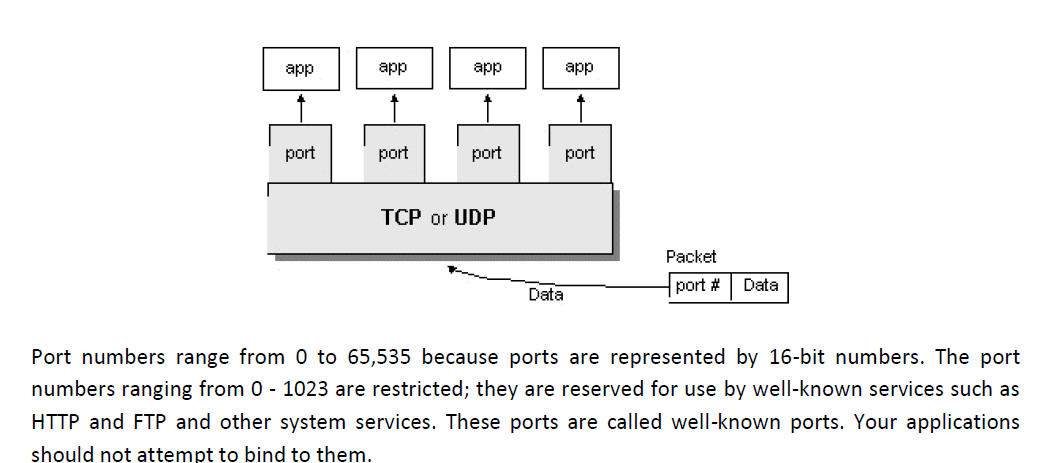 app app app app
port port port port
TCP or UDP
Packet
port # Data
Data
Port numbers range from 0 to 65,535 because ports are represented by 16-bit numbers. The port
numbers ranging from 0 - 1023 are restricted; they are reserved for use by well-known services such as
HTTP and FTP and other system services. These ports are called well-known ports. Your applications
should not attempt to bind to them.